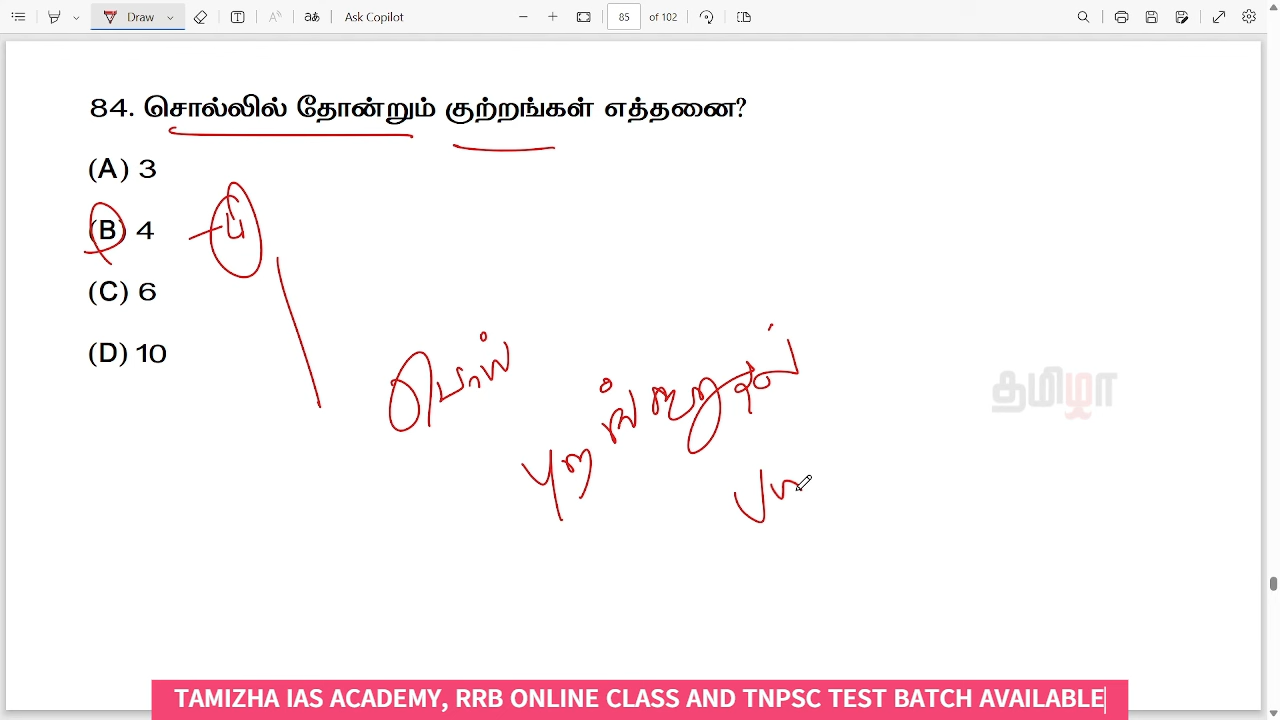 Draw
Ask Copilot
85 of 102
84. சொல்லில் தோன்றும் குற்றங்கள் எத்தனை?
(A) 3
(B) 4
(C) 6
(D) 10
பொய்
புறங்கூறுதல்
தமிழா
TAMIZHA IAS ACADEMY, RRB ONLINE CLASS AND TNPSC TEST BATCH AVAILABLE